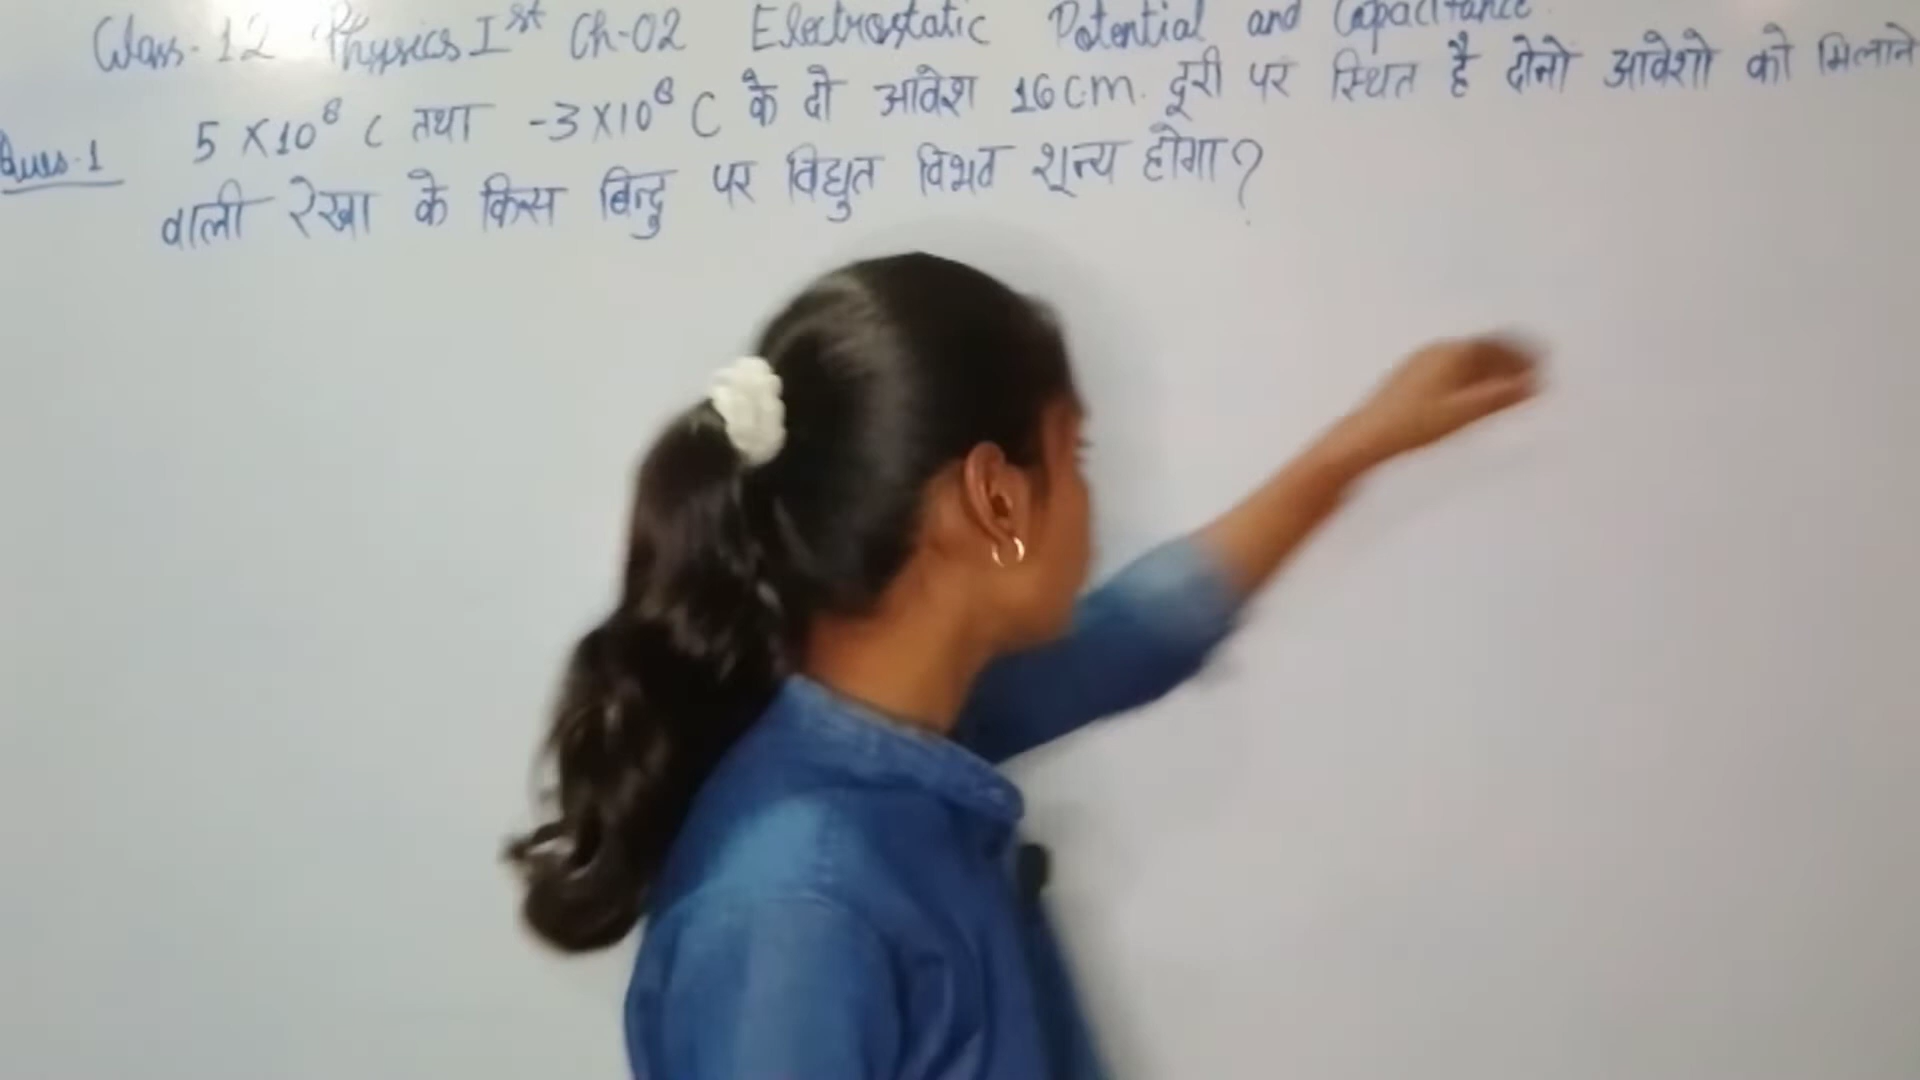 Class-12 Physics Ist Ch-02 Electrostatic Potential and Capacitance
Ques.1 5×10⁸ C तथा -3×10⁸ C के दो आवेश 16 cm. दूरी पर स्थित है दोनो आवेशो को मिलाने
वाली रेखा के किस बिन्दु पर विद्युत विभव शून्य होगा?